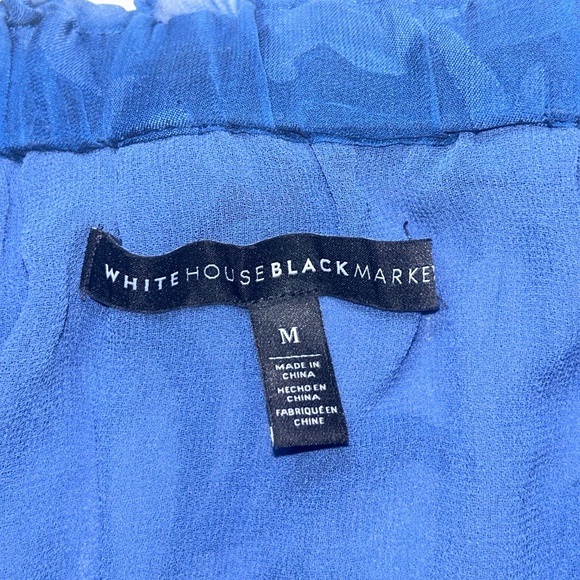 WHITEHOUSEBLACKMARKET
M
MADE IN
CHINA
HECHO EN
CHINA
FABRIQUÉ EN
CHINE